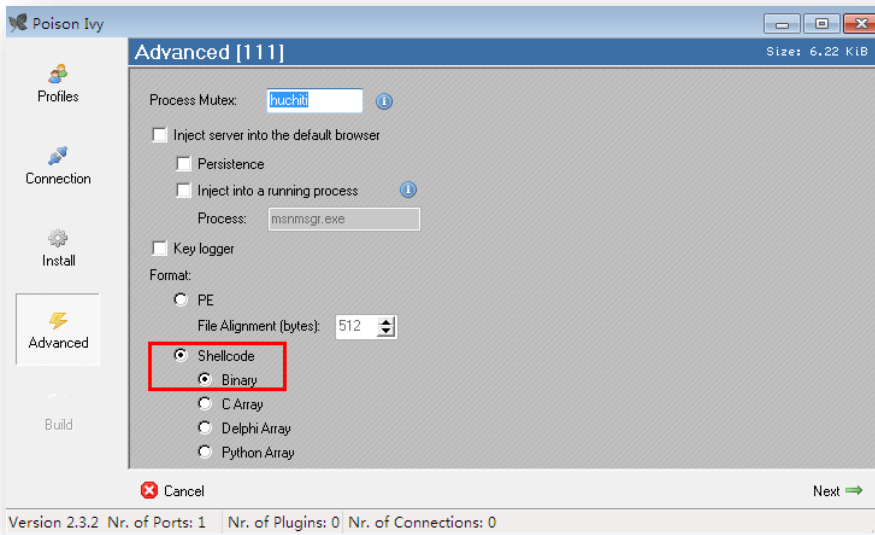 Poison Ivy
Advanced [111]
Size: 6.22 KiB
Profiles
Connection
Install
Advanced
Build
Process Mutex: huchiti
Inject server into the default browser
Persistence
Inject into a running process
Process: msnmsgr.exe
Key logger
Format:
PE
File Alignment (bytes): 512
Shellcode
Binary
C Array
Delphi Array
Python Array
Cancel
Next
Version 2.3.2 Nr. of Ports: 1 Nr. of Plugins: 0 Nr. of Connections: 0